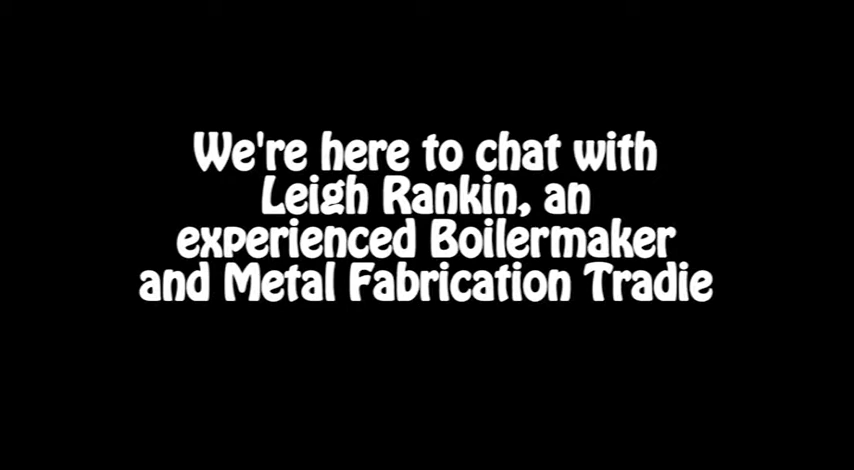 We're here to chat with
Leigh Rankin, an
experienced Boilermaker
and Metal Fabrication Tradie